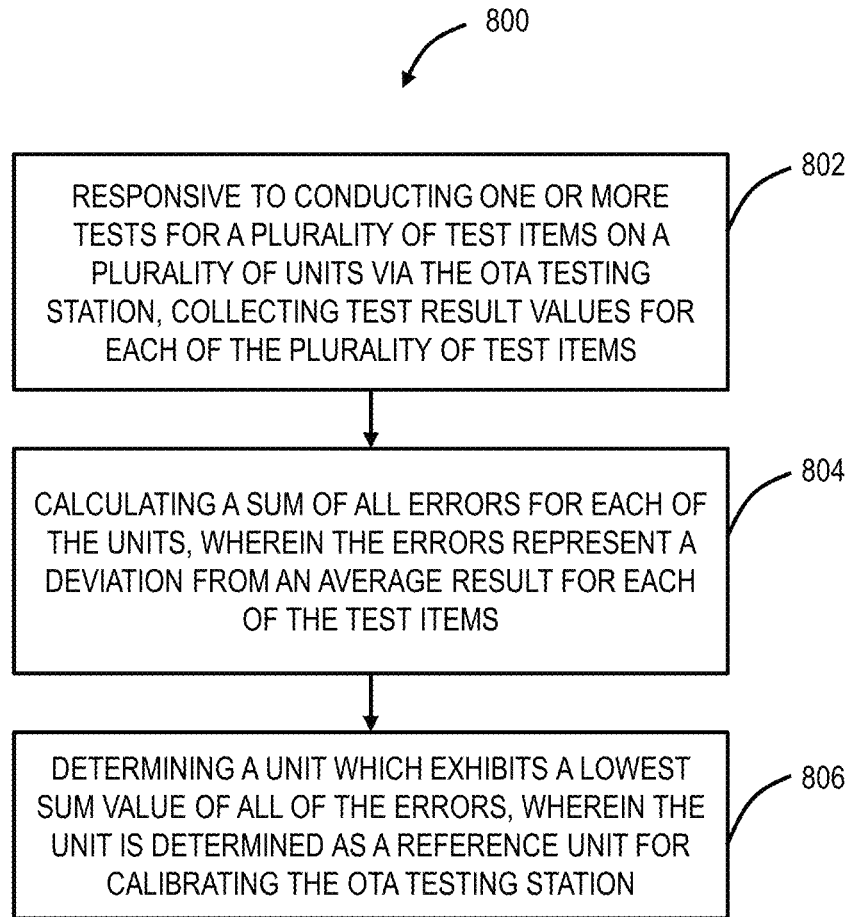 800
802
RESPONSIVE TO CONDUCTING ONE OR MORE
TESTS FOR A PLURALITY OF TEST ITEMS ON A
PLURALITY OF UNITS VIA THE OTA TESTING
STATION, COLLECTING TEST RESULT VALUES FOR
EACH OF THE PLURALITY OF TEST ITEMS
804
CALCULATING A SUM OF ALL ERRORS FOR EACH OF
THE UNITS, WHEREIN THE ERRORS REPRESENT A
DEVIATION FROM AN AVERAGE RESULT FOR EACH
OF THE TEST ITEMS
806
DETERMINING A UNIT WHICH EXHIBITS A LOWEST
SUM VALUE OF ALL OF THE ERRORS, WHEREIN THE
UNIT IS DETERMINED AS A REFERENCE UNIT FOR
CALIBRATING THE OTA TESTING STATION